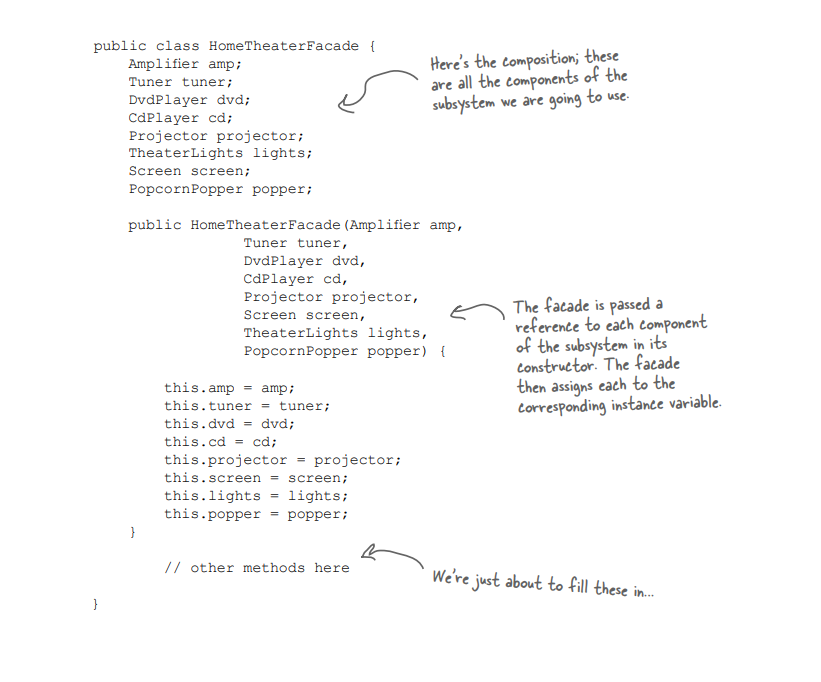 public class HomeTheaterFacade {
Amplifier amp;
Tuner tuner;
DvdPlayer dvd;
CdPlayer cd;
Projector projector;
TheaterLights lights;
Screen screen;
PopcornPopper popper;
Here's the composition; these
are all the components of the
subsystem we are going to use.
public HomeTheaterFacade(Amplifier amp,
Tuner tuner,
DvdPlayer dvd,
CdPlayer cd,
Projector projector,
Screen screen,
TheaterLights lights,
PopcornPopper popper) {
The facade is passed a
reference to each component
of the subsystem in its
constructor. The facade
then assigns each to the
corresponding instance variable.
this.amp = amp;
this.tuner = tuner;
this.dvd = dvd;
this.cd = cd;
this.projector = projector;
this.screen = screen;
this.lights = lights;
this.popper = popper;
}
// other methods here
We're just about to fill these in...
}